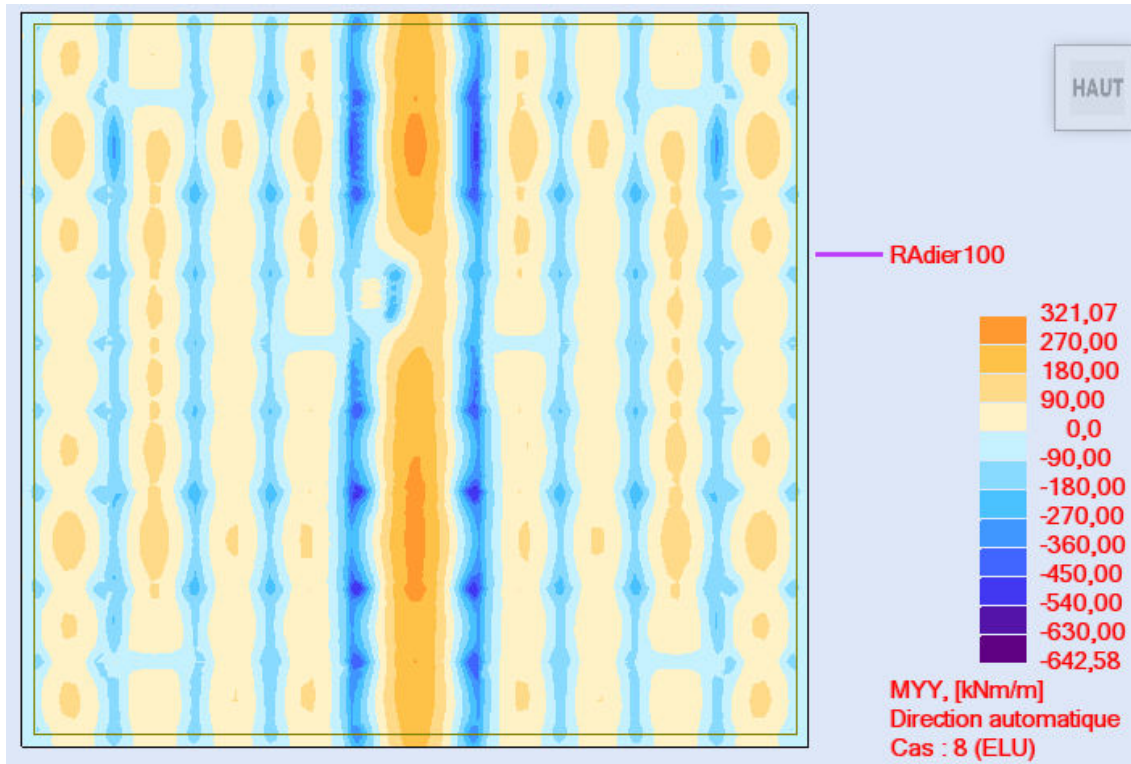 HAUT
RAdier100
321,07
270,00
180,00
90,00
0,0
-90,00
-180,00
-270,00
-360,00
-450,00
-540,00
-630,00
-642,58
MYY, [kNm/m]
Direction automatique
Cas : 8 (ELU)